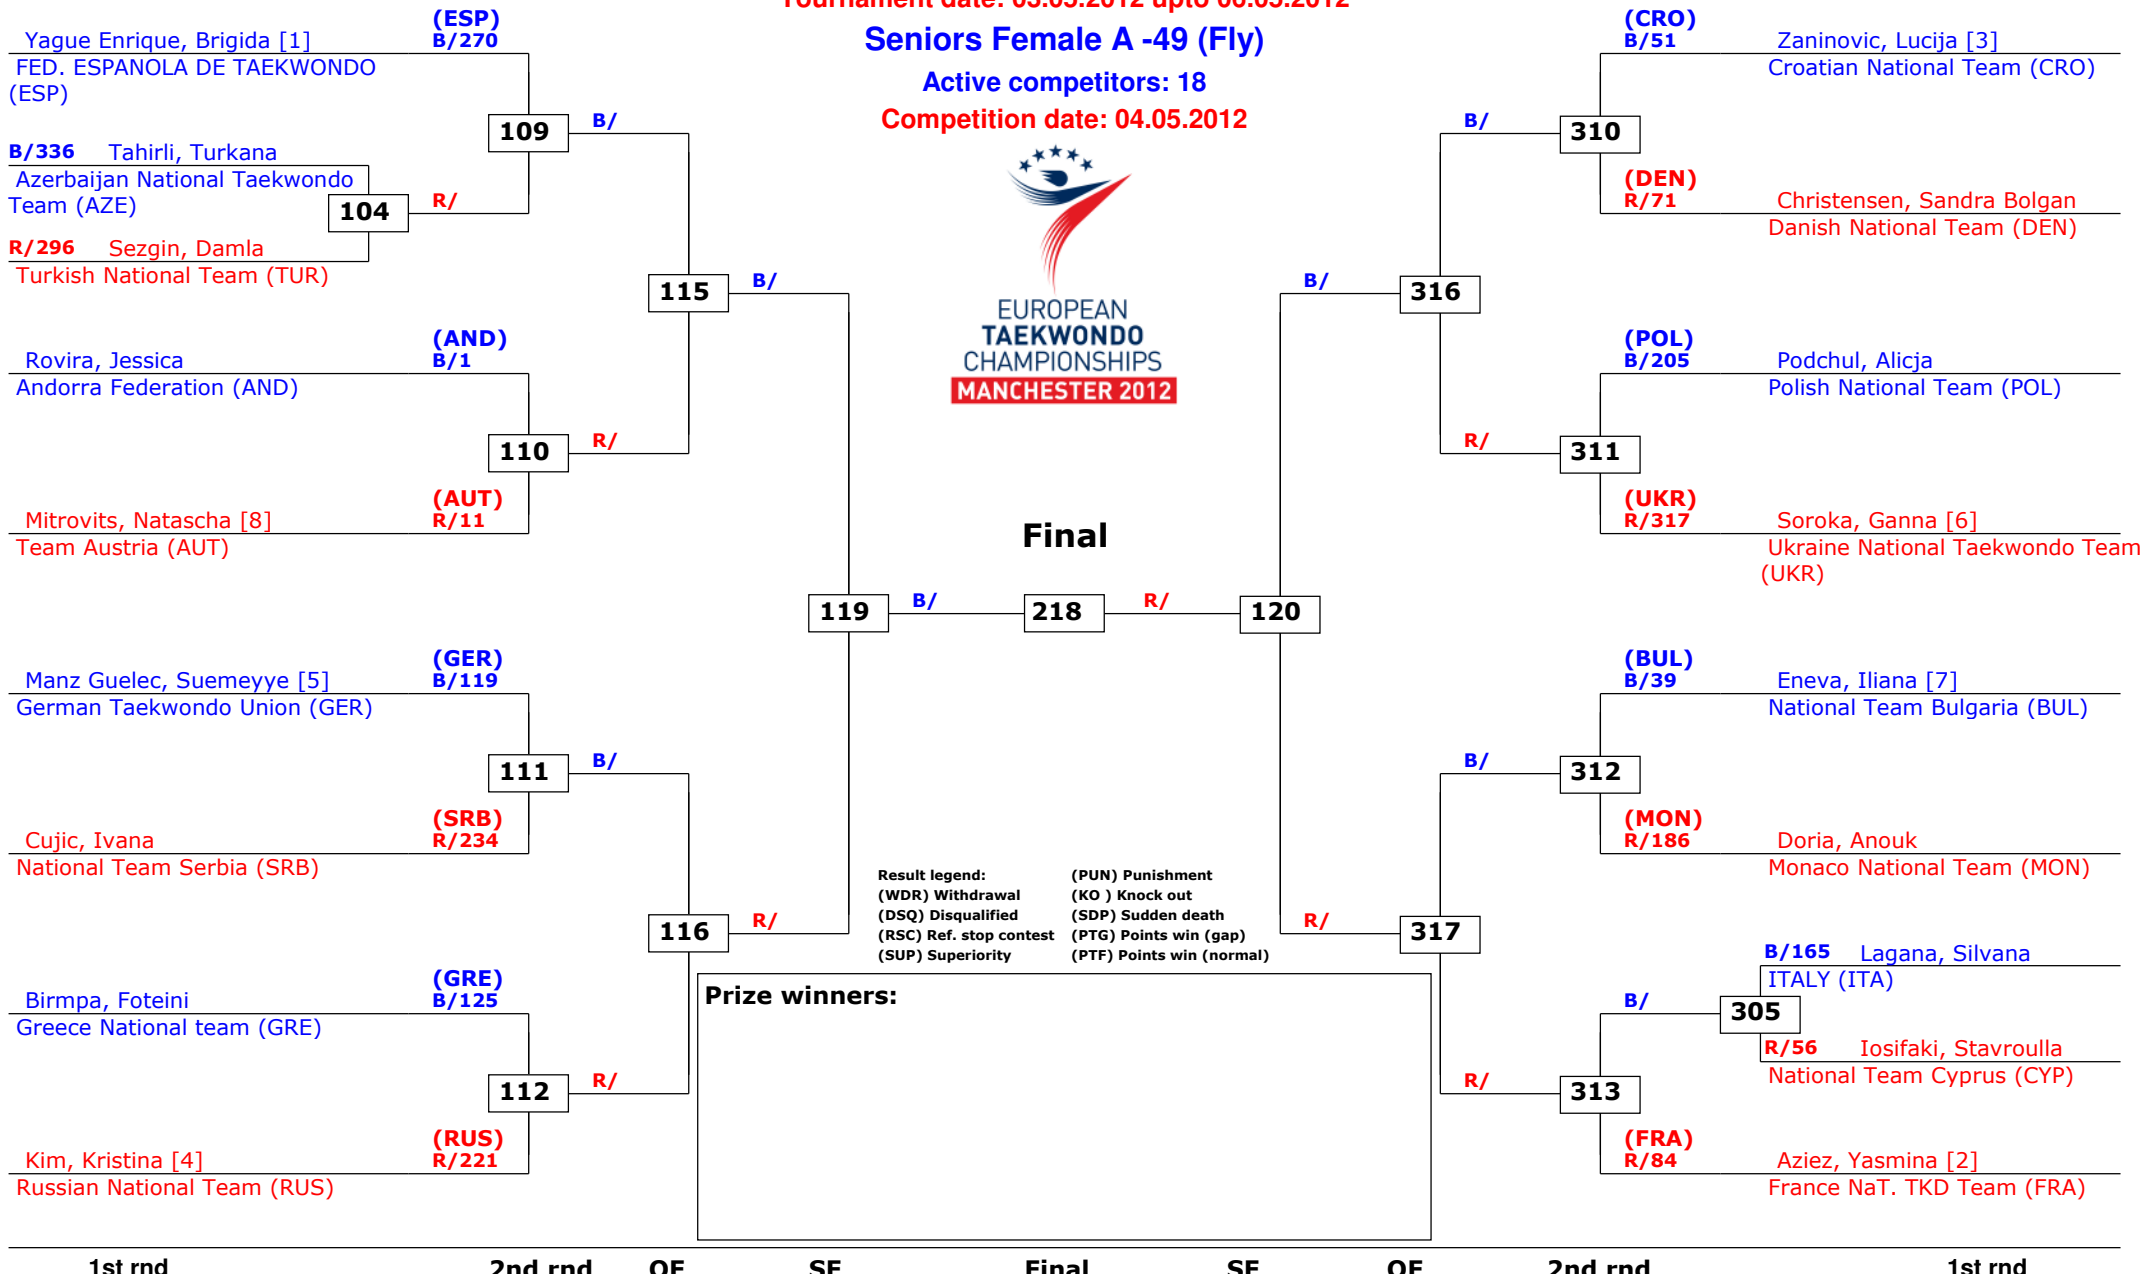 Tournament date: 03.05.2012 upto 06.05.2012
Seniors Female A -49 (Fly)
Active competitors: 18
Competition date: 04.05.2012
EUROPEAN
TAEKWONDO
CHAMPIONSHIPS
MANCHESTER 2012
(ESP)
Yague Enrique, Brigida [1] B/270
FED. ESPANOLA DE TAEKWONDO
(ESP)
109 B/
B/336 Tahirli, Turkana
Azerbaijan National Taekwondo
Team (AZE)
104 R/
R/296 Sezgin, Damla
Turkish National Team (TUR)
115 B/
(AND)
Rovira, Jessica B/1
Andorra Federation (AND)
110 R/
(AUT)
Mitrovits, Natascha [8] R/11
Team Austria (AUT)
119 B/
(GER)
Manz Guelec, Suemeyye [5] B/119
German Taekwondo Union (GER)
111 B/
(SRB)
Cujic, Ivana R/234
National Team Serbia (SRB)
116 R/
(GRE)
Birmpa, Foteini B/125
Greece National team (GRE)
112 R/
(RUS)
Kim, Kristina [4] R/221
Russian National Team (RUS)
Final
218
(CRO)
B/51 Zaninovic, Lucija [3]
Croatian National Team (CRO)
B/ 310
(DEN)
R/71 Christensen, Sandra Bolgan
Danish National Team (DEN)
B/ 316
(POL)
B/205 Podchul, Alicja
Polish National Team (POL)
R/ 311
(UKR)
R/317 Soroka, Ganna [6]
Ukraine National Taekwondo Team
(UKR)
R/ 120
(BUL)
B/39 Eneva, Iliana [7]
National Team Bulgaria (BUL)
B/ 312
(MON)
R/186 Doria, Anouk
Monaco National Team (MON)
R/ 317
B/165 Lagana, Silvana
ITALY (ITA)
B/ 305
R/56 Iosifaki, Stavroulla
National Team Cyprus (CYP)
R/ 313
(FRA)
R/84 Aziez, Yasmina [2]
France NaT. TKD Team (FRA)
Result legend: (PUN) Punishment
(WDR) Withdrawal (KO ) Knock out
(DSQ) Disqualified (SDP) Sudden death
(RSC) Ref. stop contest (PTG) Points win (gap)
(SUP) Superiority (PTF) Points win (normal)
Prize winners:
1st rnd 2nd rnd QF SF Final SF QF 2nd rnd 1st rnd